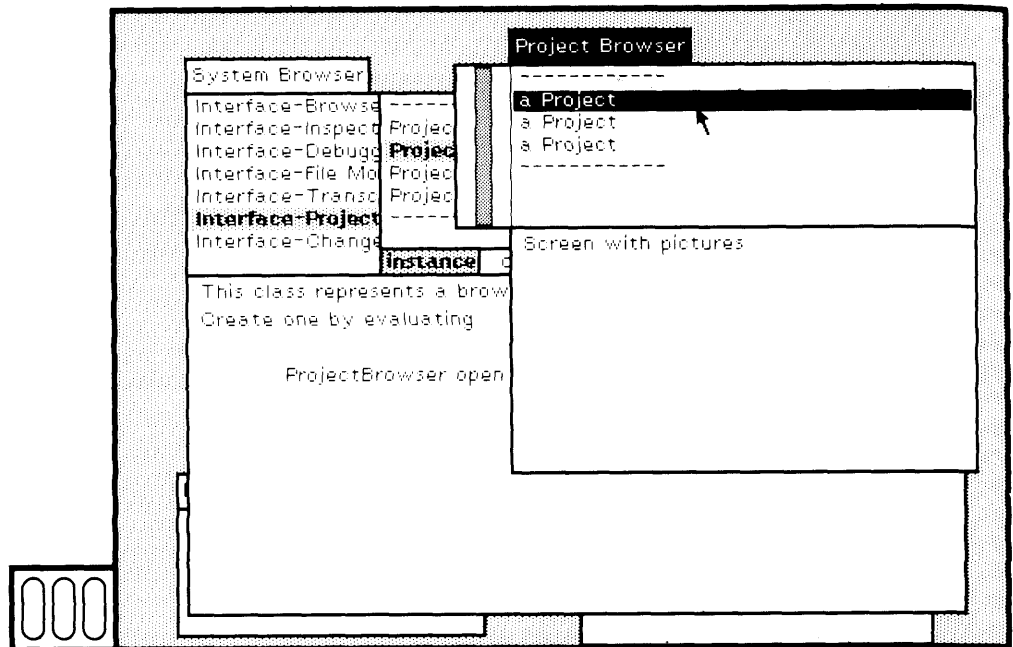 Project Browser
------------
a Project
a Project
a Project
------------
Screen with pictures
System Browser
Interface-Browse
Interface-Inspect
Interface-Debugg
Interface-File Mo
Interface-Transc
Interface-Project
Interface-Change
-----
Projec
Projec
Projec
Projec
-----
instance
This class represents a brow
Create one by evaluating
ProjectBrowser open